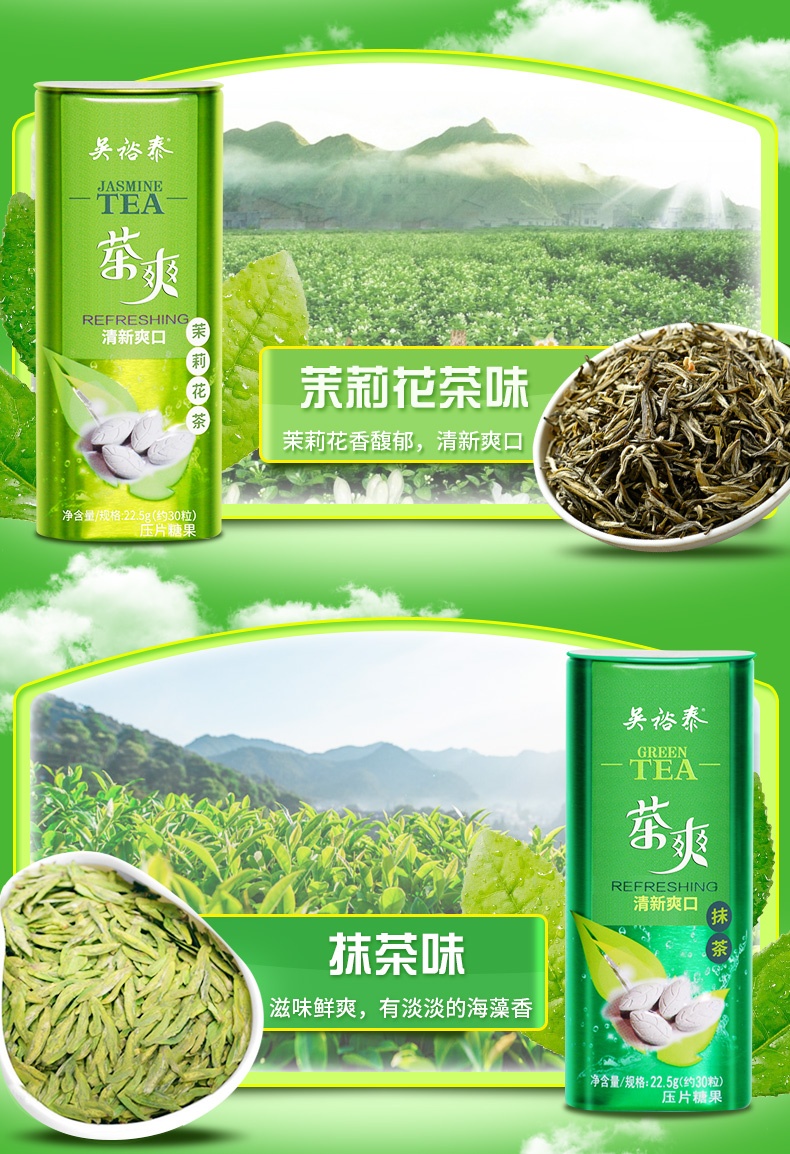 吴裕泰®
JASMINE
TEA
茶爽
REFRESHING
清新爽口
茉莉花茶
净含量/规格:22.5g(约30粒)
压片糖果
茉莉花茶味
茉莉花香馥郁，清新爽口
吴裕泰®
GREEN
TEA
茶爽
REFRESHING
清新爽口
抹茶
净含量/规格:22.5g(约30粒)
压片糖果
抹茶味
滋味鲜爽，有淡淡的海藻香